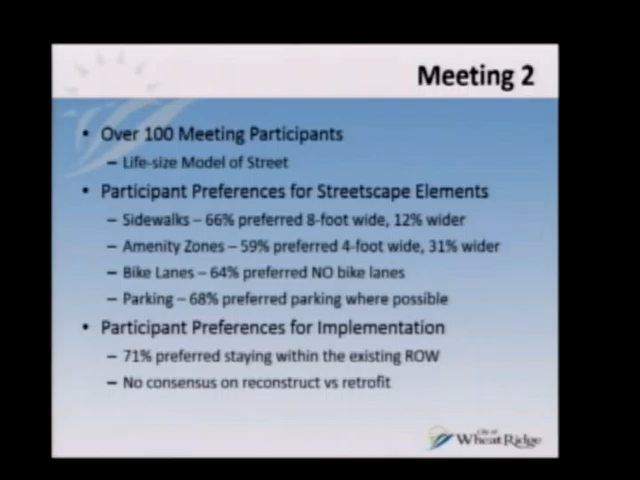 Meeting 2
• Over 100 Meeting Participants
– Life-size Model of Street
• Participant Preferences for Streetscape Elements
– Sidewalks – 66% preferred 8-foot wide, 12% wider
– Amenity Zones – 59% preferred 4-foot wide, 31% wider
– Bike Lanes – 64% preferred NO bike lanes
– Parking – 68% preferred parking where possible
• Participant Preferences for Implementation
– 71% preferred staying within the existing ROW
– No consensus on reconstruct vs retrofit
City of
Wheat Ridge